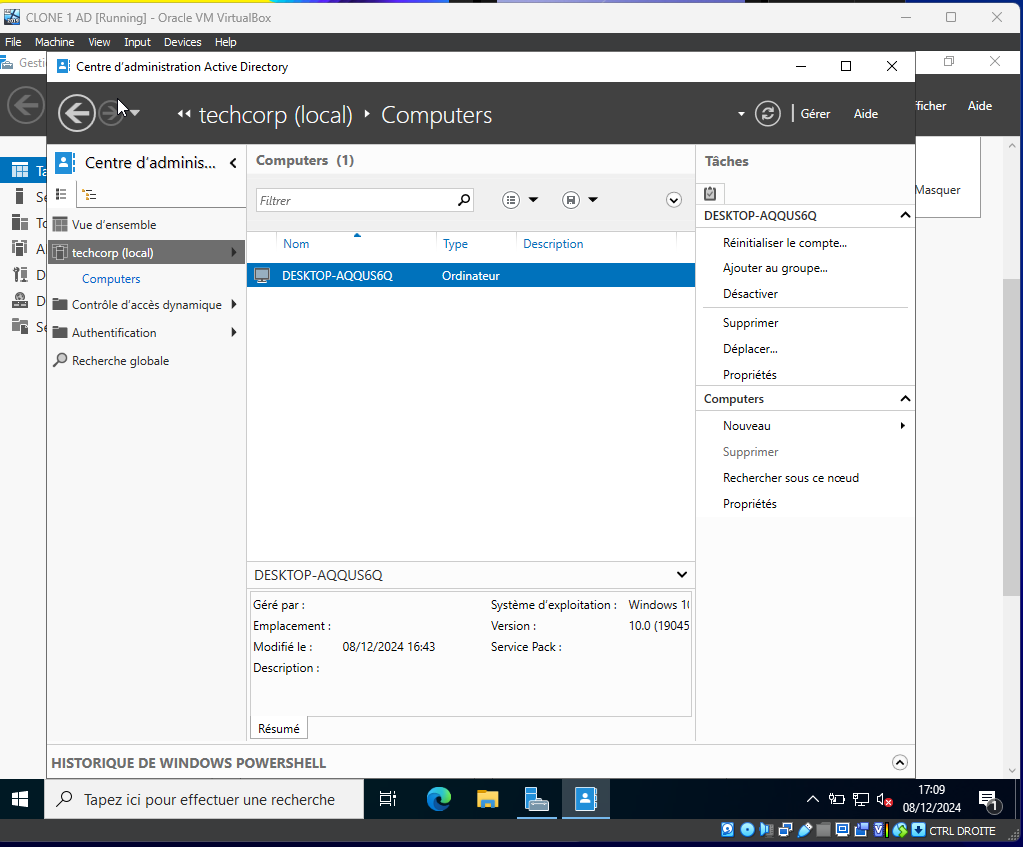 CLONE 1 AD [Running] - Oracle VM VirtualBox
File Machine View Input Devices Help
Gesti
Centre d'administration Active Directory
techcorp (local) Computers
Gérer Aide
fficher Aide
Centre d'adminis...
Computers (1)
Tâches
Masquer
Filtrer
DESKTOP-AQQUS6Q
Vue d'ensemble
techcorp (local)
Computers
Contrôle d'accès dynamique
Authentification
Recherche globale
Nom Type Description
DESKTOP-AQQUS6Q Ordinateur
Réinitialiser le compte...
Ajouter au groupe...
Désactiver
Supprimer
Déplacer...
Propriétés
Computers
Nouveau
Supprimer
Rechercher sous ce nœud
Propriétés
DESKTOP-AQQUS6Q
Géré par : Système d'exploitation : Windows 10
Emplacement : Version : 10.0 (19045
Modifié le : 08/12/2024 16:43 Service Pack :
Description :
Résumé
HISTORIQUE DE WINDOWS POWERSHELL
Tapez ici pour effectuer une recherche
17:09
08/12/2024
1
CTRL DROITE